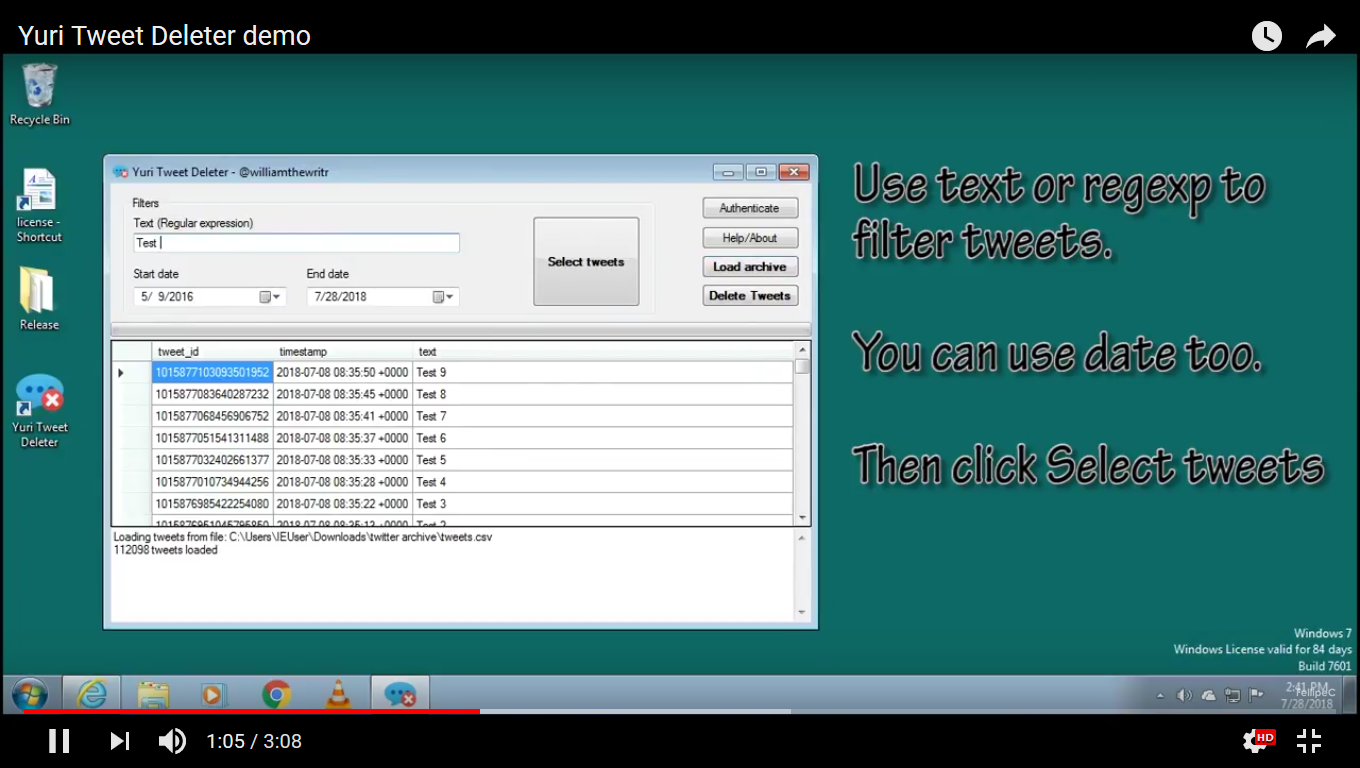 Yuri Tweet Deleter demo
Recycle Bin
license -
Shortcut
Release
Yuri Tweet
Deleter
Yuri Tweet Deleter - @williamthewritr
Filters
Text (Regular expression)
Test
Start date
End date
5/ 9/2016
7/28/2018
Select tweets
Authenticate
Help/About
Load archive
Delete Tweets
tweet_id timestamp text
1015877103093501952 2018-07-08 08:35:50 +0000 Test 9
1015877083640287232 2018-07-08 08:35:45 +0000 Test 8
1015877068456906752 2018-07-08 08:35:41 +0000 Test 7
1015877051541311488 2018-07-08 08:35:37 +0000 Test 6
1015877032402661377 2018-07-08 08:35:33 +0000 Test 5
1015877010734944256 2018-07-08 08:35:28 +0000 Test 4
1015876985422254080 2018-07-08 08:35:22 +0000 Test 3
Loading tweets from file: C:\Users\IEUser\Downloads\twitter archive\tweets.csv
112098 tweets loaded
Use text or regexp to
filter tweets.
You can use date too.
Then click Select tweets
Windows 7
Windows License valid for 84 days
Build 7601
2:41 PM
FellipeC
7/28/2018
1:05 / 3:08
HD